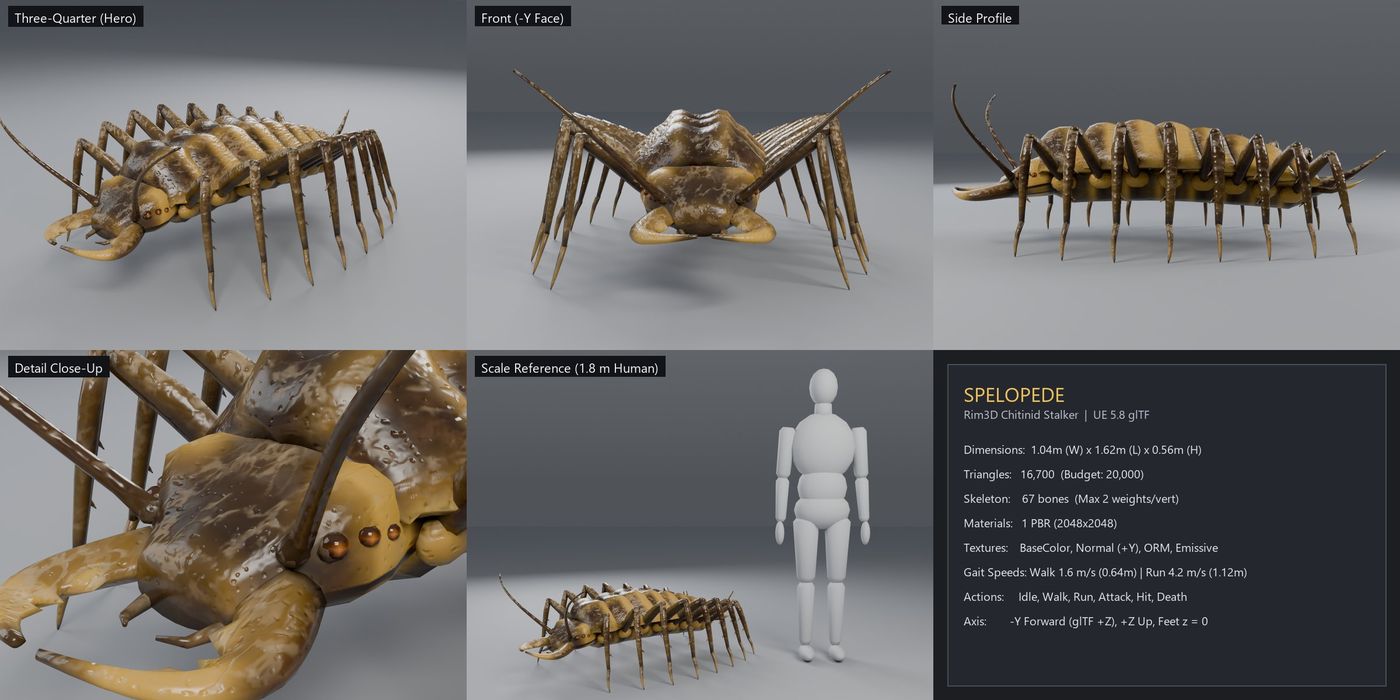 Three-Quarter (Hero)
Front (-Y Face)
Side Profile
Detail Close-Up
Scale Reference (1.8 m Human)
SPELOPEDE
Rim3D Chitinid Stalker | UE 5.8 glTF
Dimensions: 1.04m (W) x 1.62m (L) x 0.56m (H)
Triangles: 16,700 (Budget: 20,000)
Skeleton: 67 bones (Max 2 weights/vert)
Materials: 1 PBR (2048x2048)
Textures: BaseColor, Normal (+Y), ORM, Emissive
Gait Speeds: Walk 1.6 m/s (0.64m) | Run 4.2 m/s (1.12m)
Actions: Idle, Walk, Run, Attack, Hit, Death
Axis: -Y Forward (glTF +Z), +Z Up, Feet z = 0